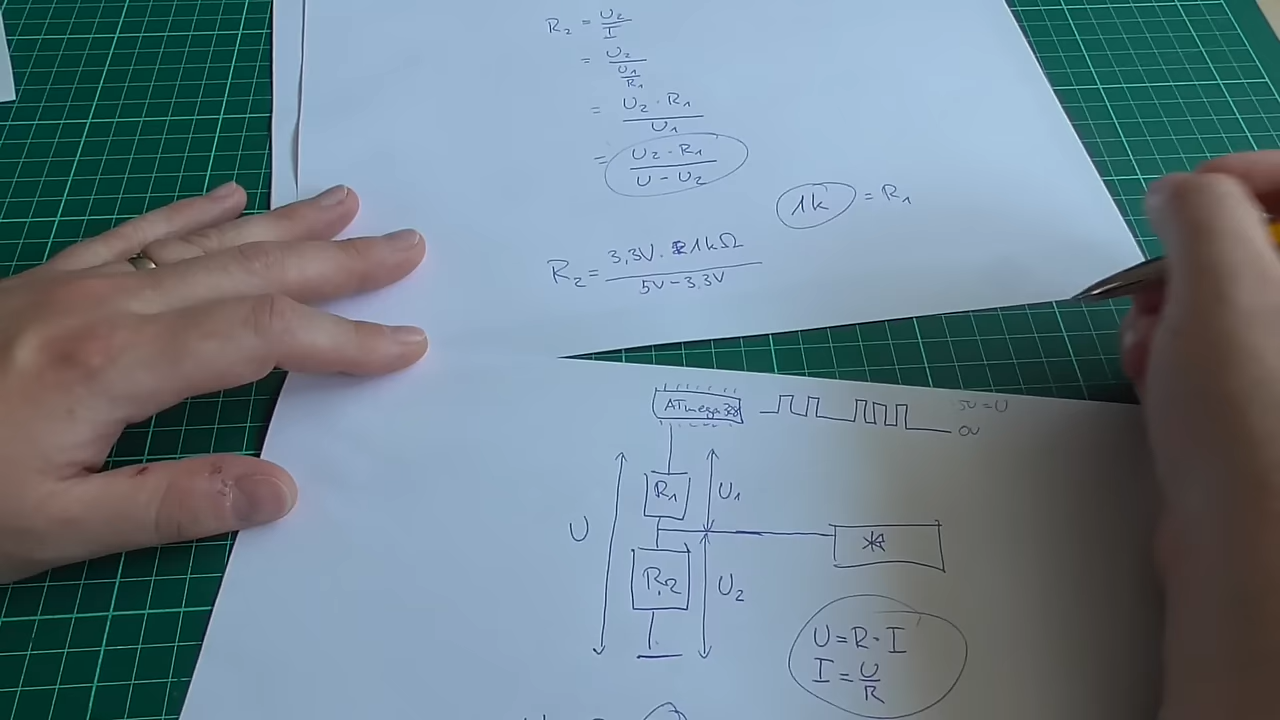 R₂ = U₂/I
= U₂/(U₁/R₁)
= (U₂ · R₁)/U₁
= (U₂ · R₁)/(U - U₂)
1k = R₁
R₂ = (3,3V · 1kΩ)/(5V - 3,3V)
ATmega328
5V = U
0V
R₁
U₁
U
R₂
U₂
U = R · I
I = U/R